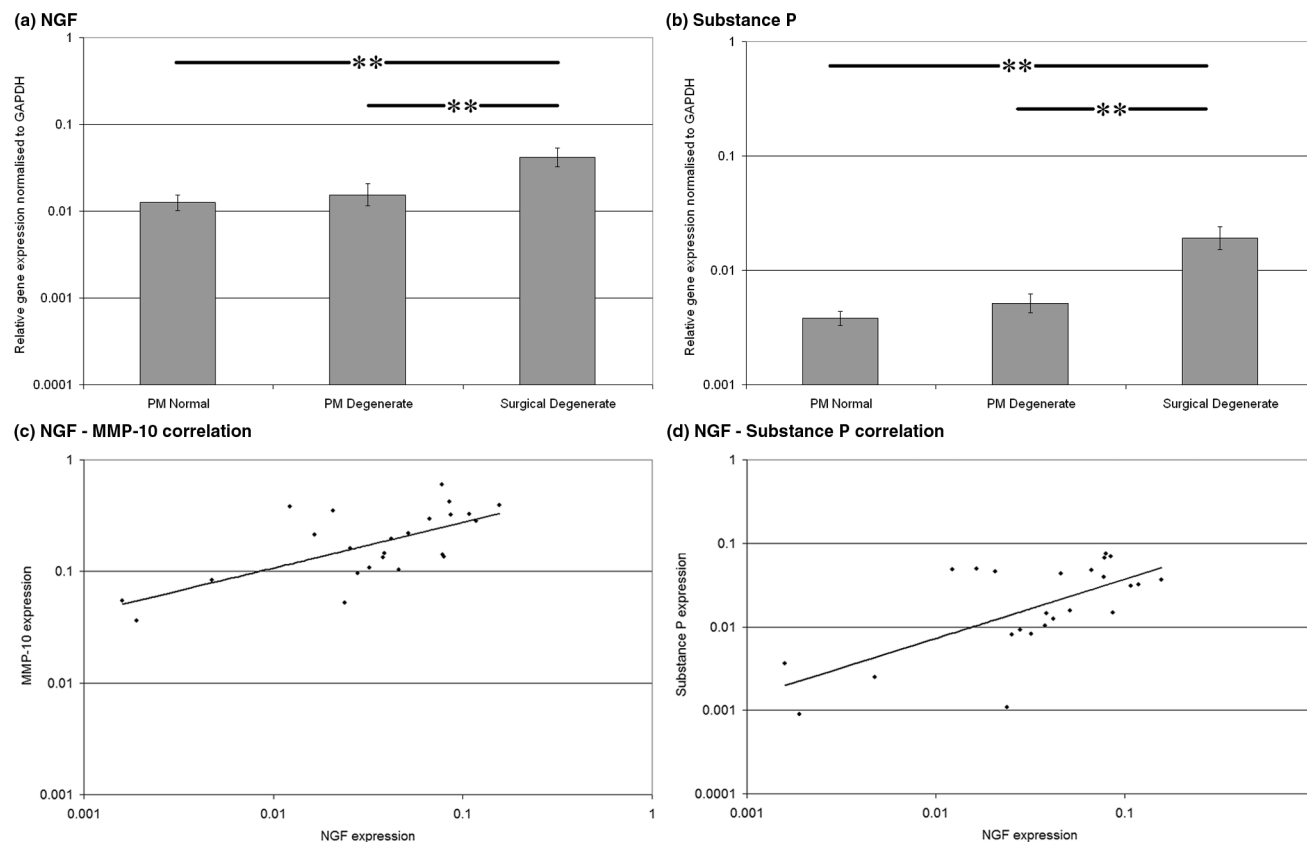 (a) NGF
1
0.1
0.01
0.001
0.0001
Relative gene expression normalised to GAPDH
**
**
PM Normal
PM Degenerate
Surgical Degenerate
(b) Substance P
1
0.1
0.01
0.001
Relative gene expression normalised to GAPDH
**
**
PM Normal
PM Degenerate
Surgical Degenerate
(c) NGF - MMP-10 correlation
1
0.1
0.01
0.001
MMP-10 expression
0.001
0.01
0.1
1
NGF expression
(d) NGF - Substance P correlation
1
0.1
0.01
0.001
0.0001
Substance P expression
0.001
0.01
0.1
NGF expression